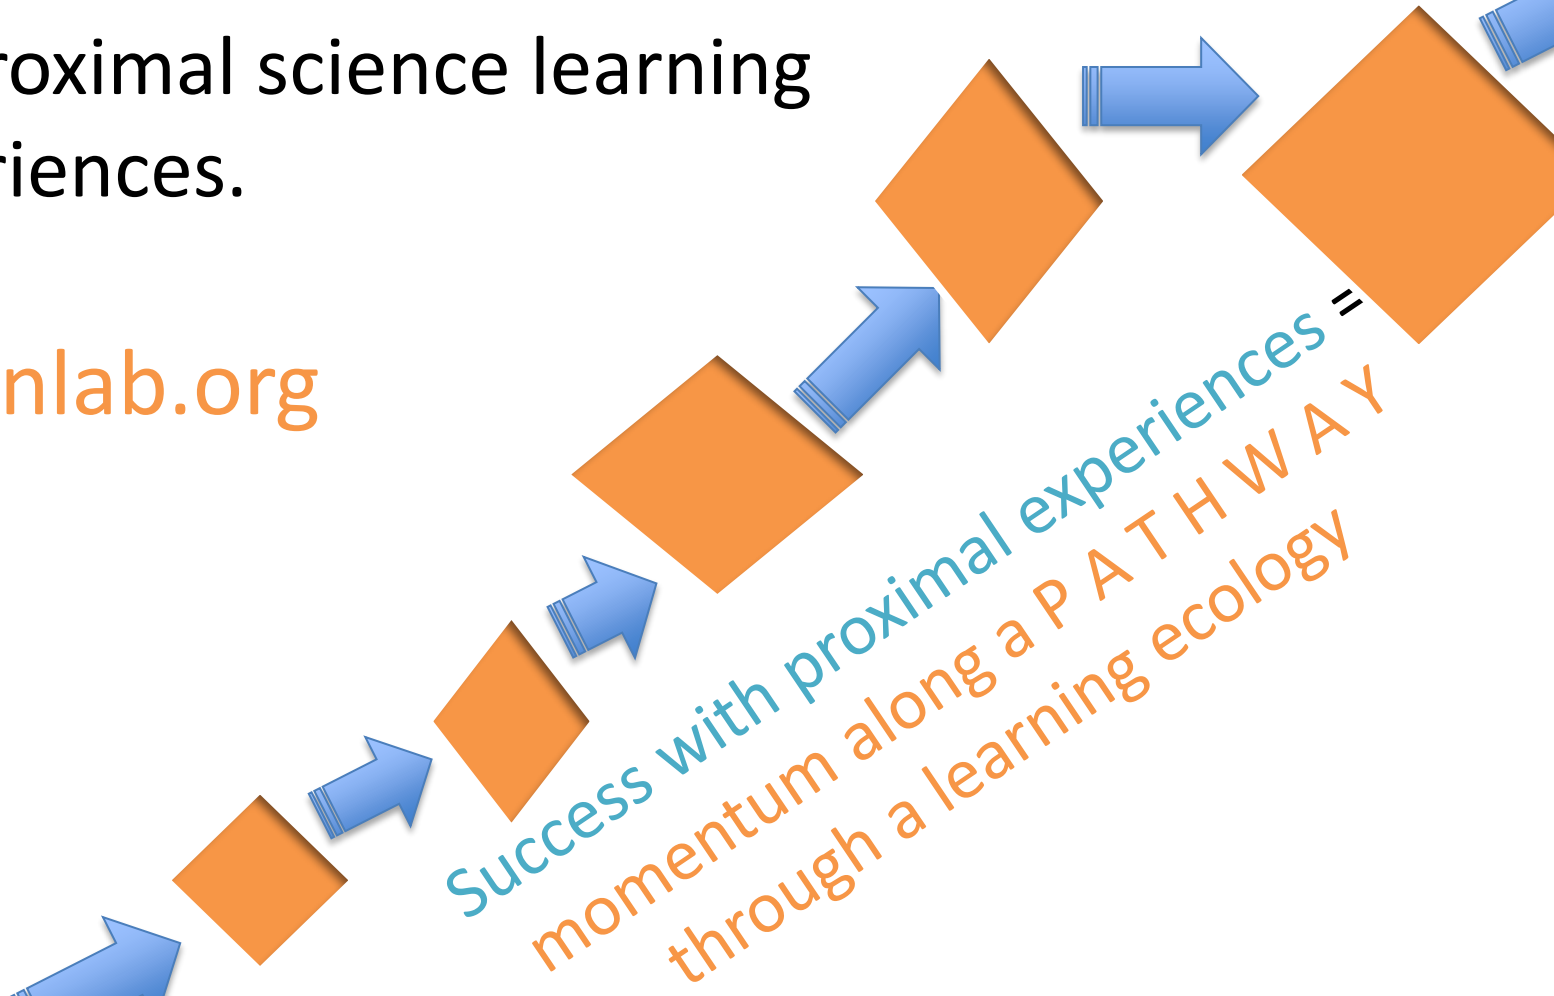 roximal science learning
riences.
nlab.org
Success with proximal experiences =
momentum along a P A T H W A Y
through a learning ecology